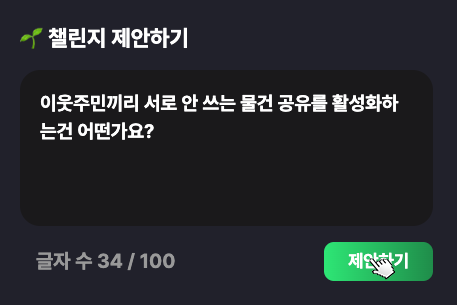 🌱 챌린지 제안하기
이웃주민끼리 서로 안 쓰는 물건 공유를 활성화하
는건 어떤가요?
글자 수 34 / 100
제안하기